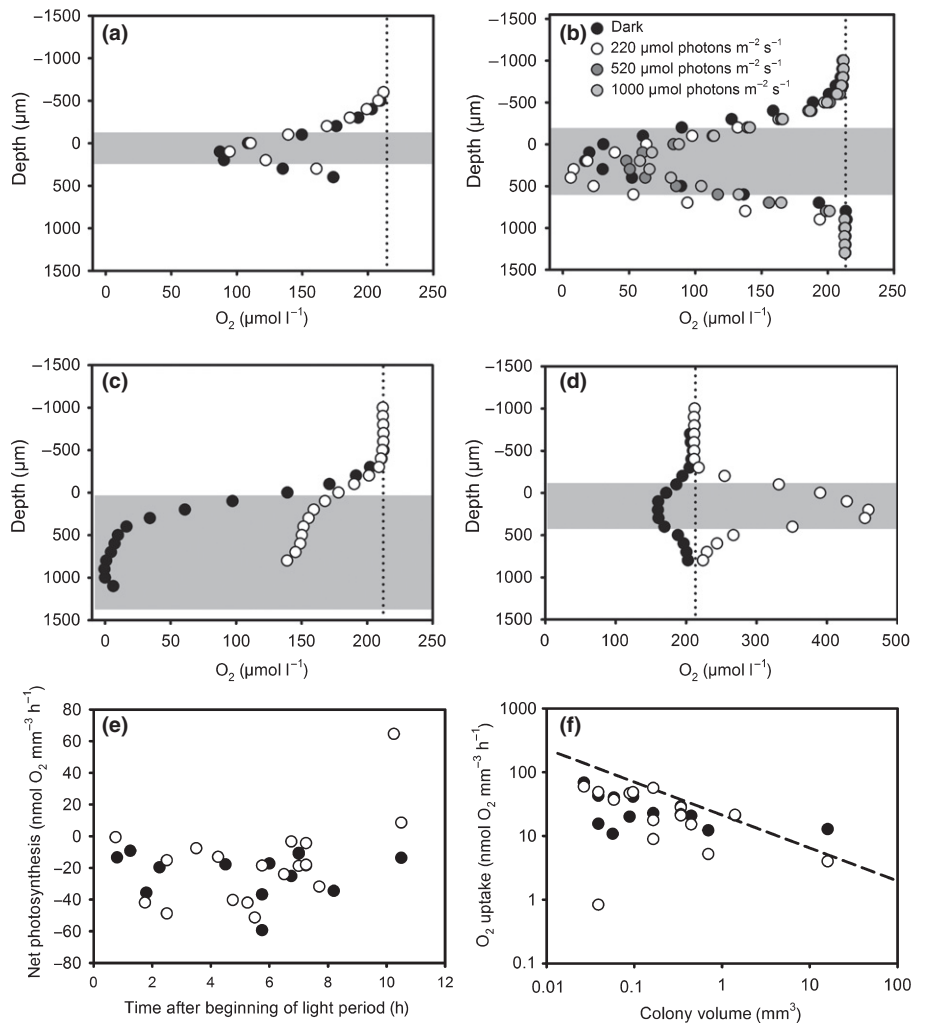 (a)
−1500
−1000
−500
0
500
1000
1500
Depth (µm)
0 50 100 150 200 250
O₂ (µmol l⁻¹)
(b)
Dark
220 µmol photons m⁻² s⁻¹
520 µmol photons m⁻² s⁻¹
1000 µmol photons m⁻² s⁻¹
−1500
−1000
−500
0
500
1000
1500
Depth (µm)
0 50 100 150 200 250
O₂ (µmol l⁻¹)
(c)
−1500
−1000
−500
0
500
1000
1500
Depth (µm)
0 50 100 150 200 250
O₂ (µmol l⁻¹)
(d)
−1500
−1000
−500
0
500
1000
1500
Depth (µm)
0 100 200 300 400 500
O₂ (µmol l⁻¹)
(e)
80
60
40
20
0
−20
−40
−60
−80
Net photosynthesis (nmol O₂ mm⁻³ h⁻¹)
0 2 4 6 8 10 12
Time after beginning of light period (h)
(f)
1000
100
10
1
0.1
O₂ uptake (nmol O₂ mm⁻³ h⁻¹)
0.01 0.1 1 10 100
Colony volume (mm³)